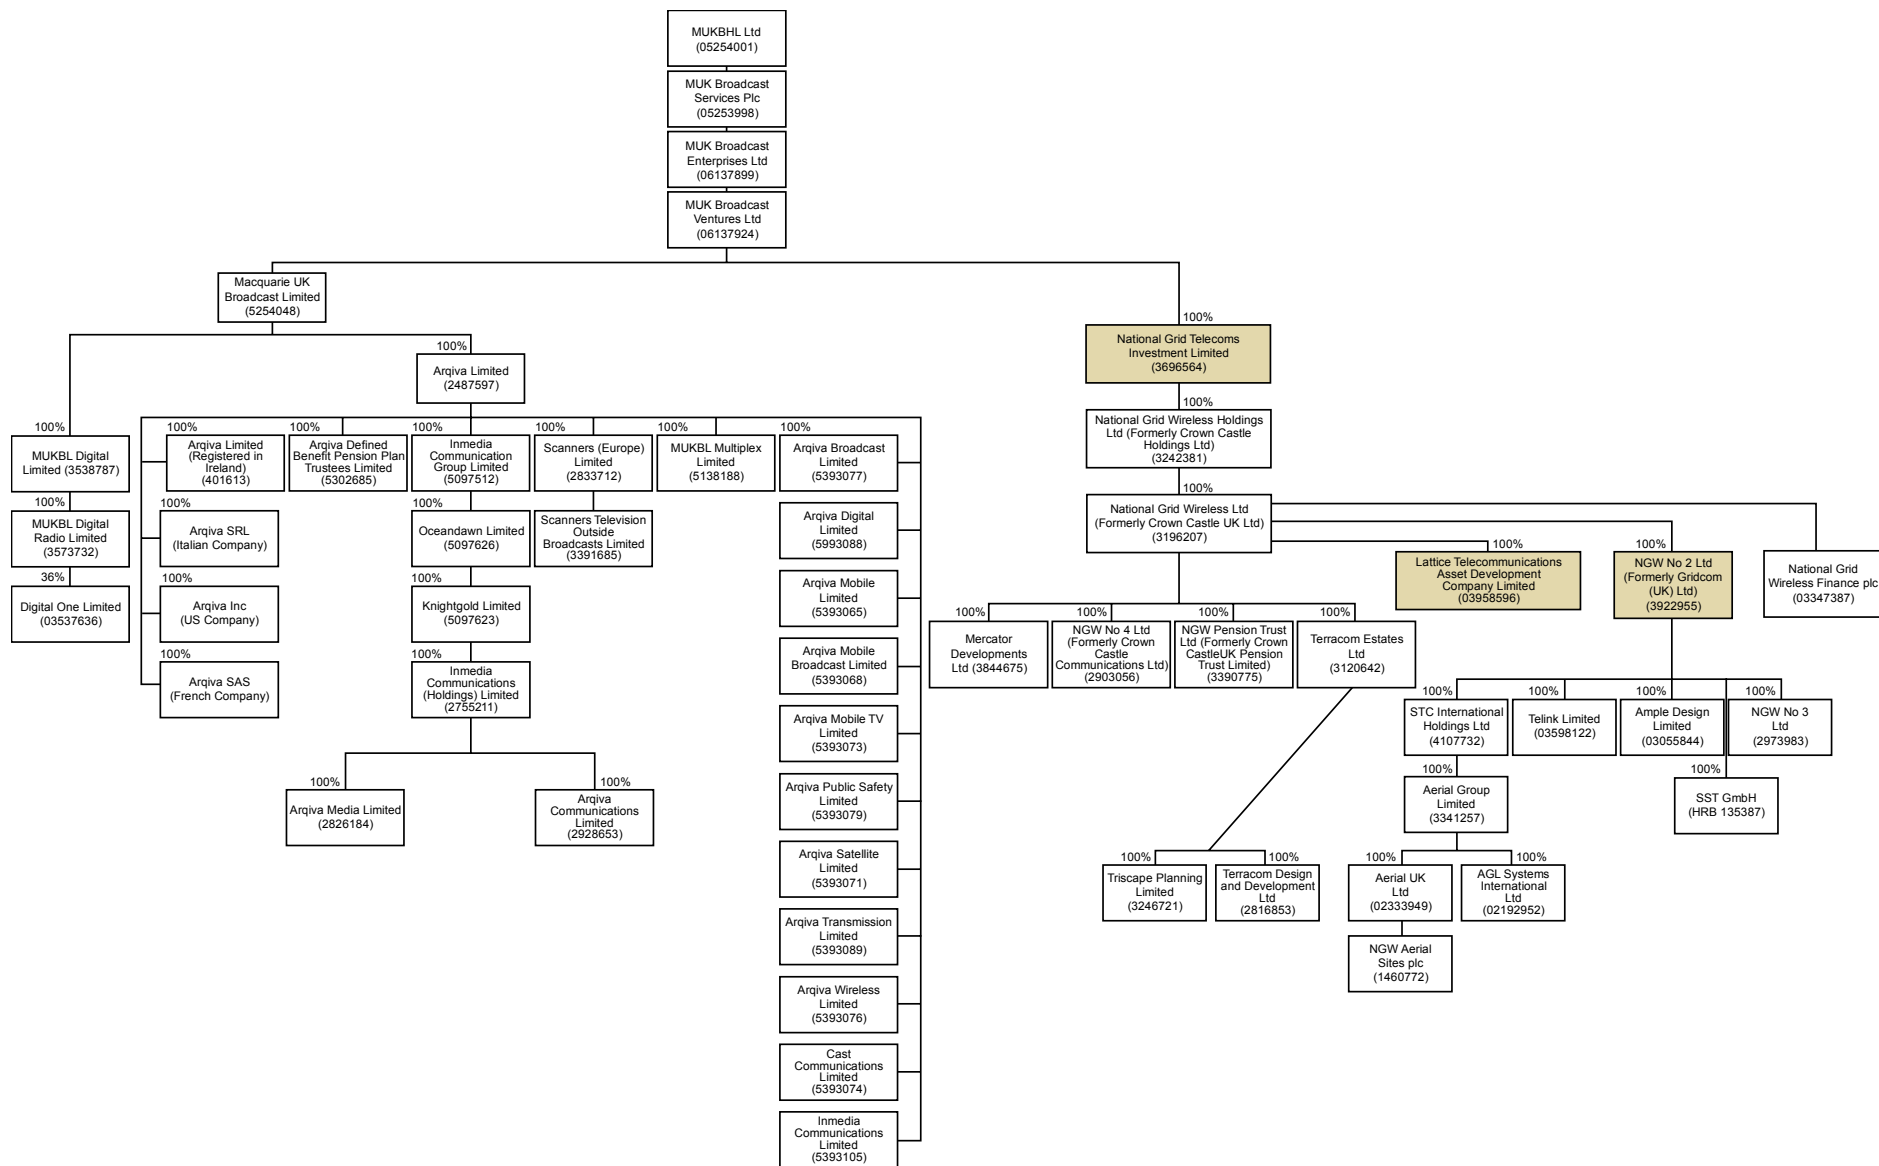 MUKBHL Ltd
(05254001)
MUK Broadcast
Services Plc
(05253998)
MUK Broadcast
Enterprises Ltd
(06137899)
MUK Broadcast
Ventures Ltd
(06137924)
Macquarie UK
Broadcast Limited
(5254048)
100%
National Grid Telecoms
Investment Limited
(3696564)
100%
Arqiva Limited
(2487597)
100%
National Grid Wireless Holdings
Ltd (Formerly Crown Castle
Holdings Ltd)
(3242381)
100%
MUKBL Digital
Limited (3538787)
100%
MUKBL Digital
Radio Limited
(3573732)
36%
Digital One Limited
(03537636)
100%
Arqiva Limited
(Registered in
Ireland)
(401613)
100%
Arqiva SRL
(Italian Company)
100%
Arqiva Inc
(US Company)
100%
Arqiva SAS
(French Company)
100%
Arqiva Defined
Benefit Pension Plan
Trustees Limited
(5302685)
100%
Inmedia
Communication
Group Limited
(5097512)
100%
Oceandawn Limited
(5097626)
100%
Knightgold Limited
(5097623)
100%
Inmedia
Communications
(Holdings) Limited
(2755211)
100%
Arqiva Media Limited
(2826184)
100%
Arqiva
Communications
Limited
(2928653)
100%
Scanners (Europe)
Limited
(2833712)
Scanners Television
Outside
Broadcasts Limited
(3391685)
100%
MUKBL Multiplex
Limited
(5138188)
100%
Arqiva Broadcast
Limited
(5393077)
Arqiva Digital
Limited
(5993088)
Arqiva Mobile
Limited
(5393065)
Arqiva Mobile
Broadcast Limited
(5393068)
Arqiva Mobile TV
Limited
(5393073)
Arqiva Public Safety
Limited
(5393079)
Arqiva Satellite
Limited
(5393071)
Arqiva Transmission
Limited
(5393089)
Arqiva Wireless
Limited
(5393076)
Cast
Communications
Limited
(5393074)
Inmedia
Communications
Limited
(5393105)
100%
National Grid Wireless Ltd
(Formerly Crown Castle UK Ltd)
(3196207)
100%
Lattice Telecommunications
Asset Development
Company Limited
(03958596)
100%
NGW No 2 Ltd
(Formerly Gridcom
(UK) Ltd)
(3922955)
100%
National Grid
Wireless Finance plc
(03347387)
100%
Mercator
Developments
Ltd (3844675)
100%
NGW No 4 Ltd
(Formerly Crown
Castle
Communications Ltd)
(2903056)
100%
NGW Pension Trust
Ltd (Formerly Crown
CastleUK Pension
Trust Limited)
(3390775)
100%
Terracom Estates
Ltd
(3120642)
100%
STC International
Holdings Ltd
(4107732)
100%
Telink Limited
(03598122)
100%
Ample Design
Limited
(03055844)
100%
NGW No 3
Ltd
(2973983)
100%
Aerial Group
Limited
(3341257)
100%
SST GmbH
(HRB 135387)
100%
Triscape Planning
Limited
(3246721)
100%
Terracom Design
and Development
Ltd
(2816853)
100%
Aerial UK
Ltd
(02333949)
100%
AGL Systems
International
Ltd
(02192952)
NGW Aerial
Sites plc
(1460772)